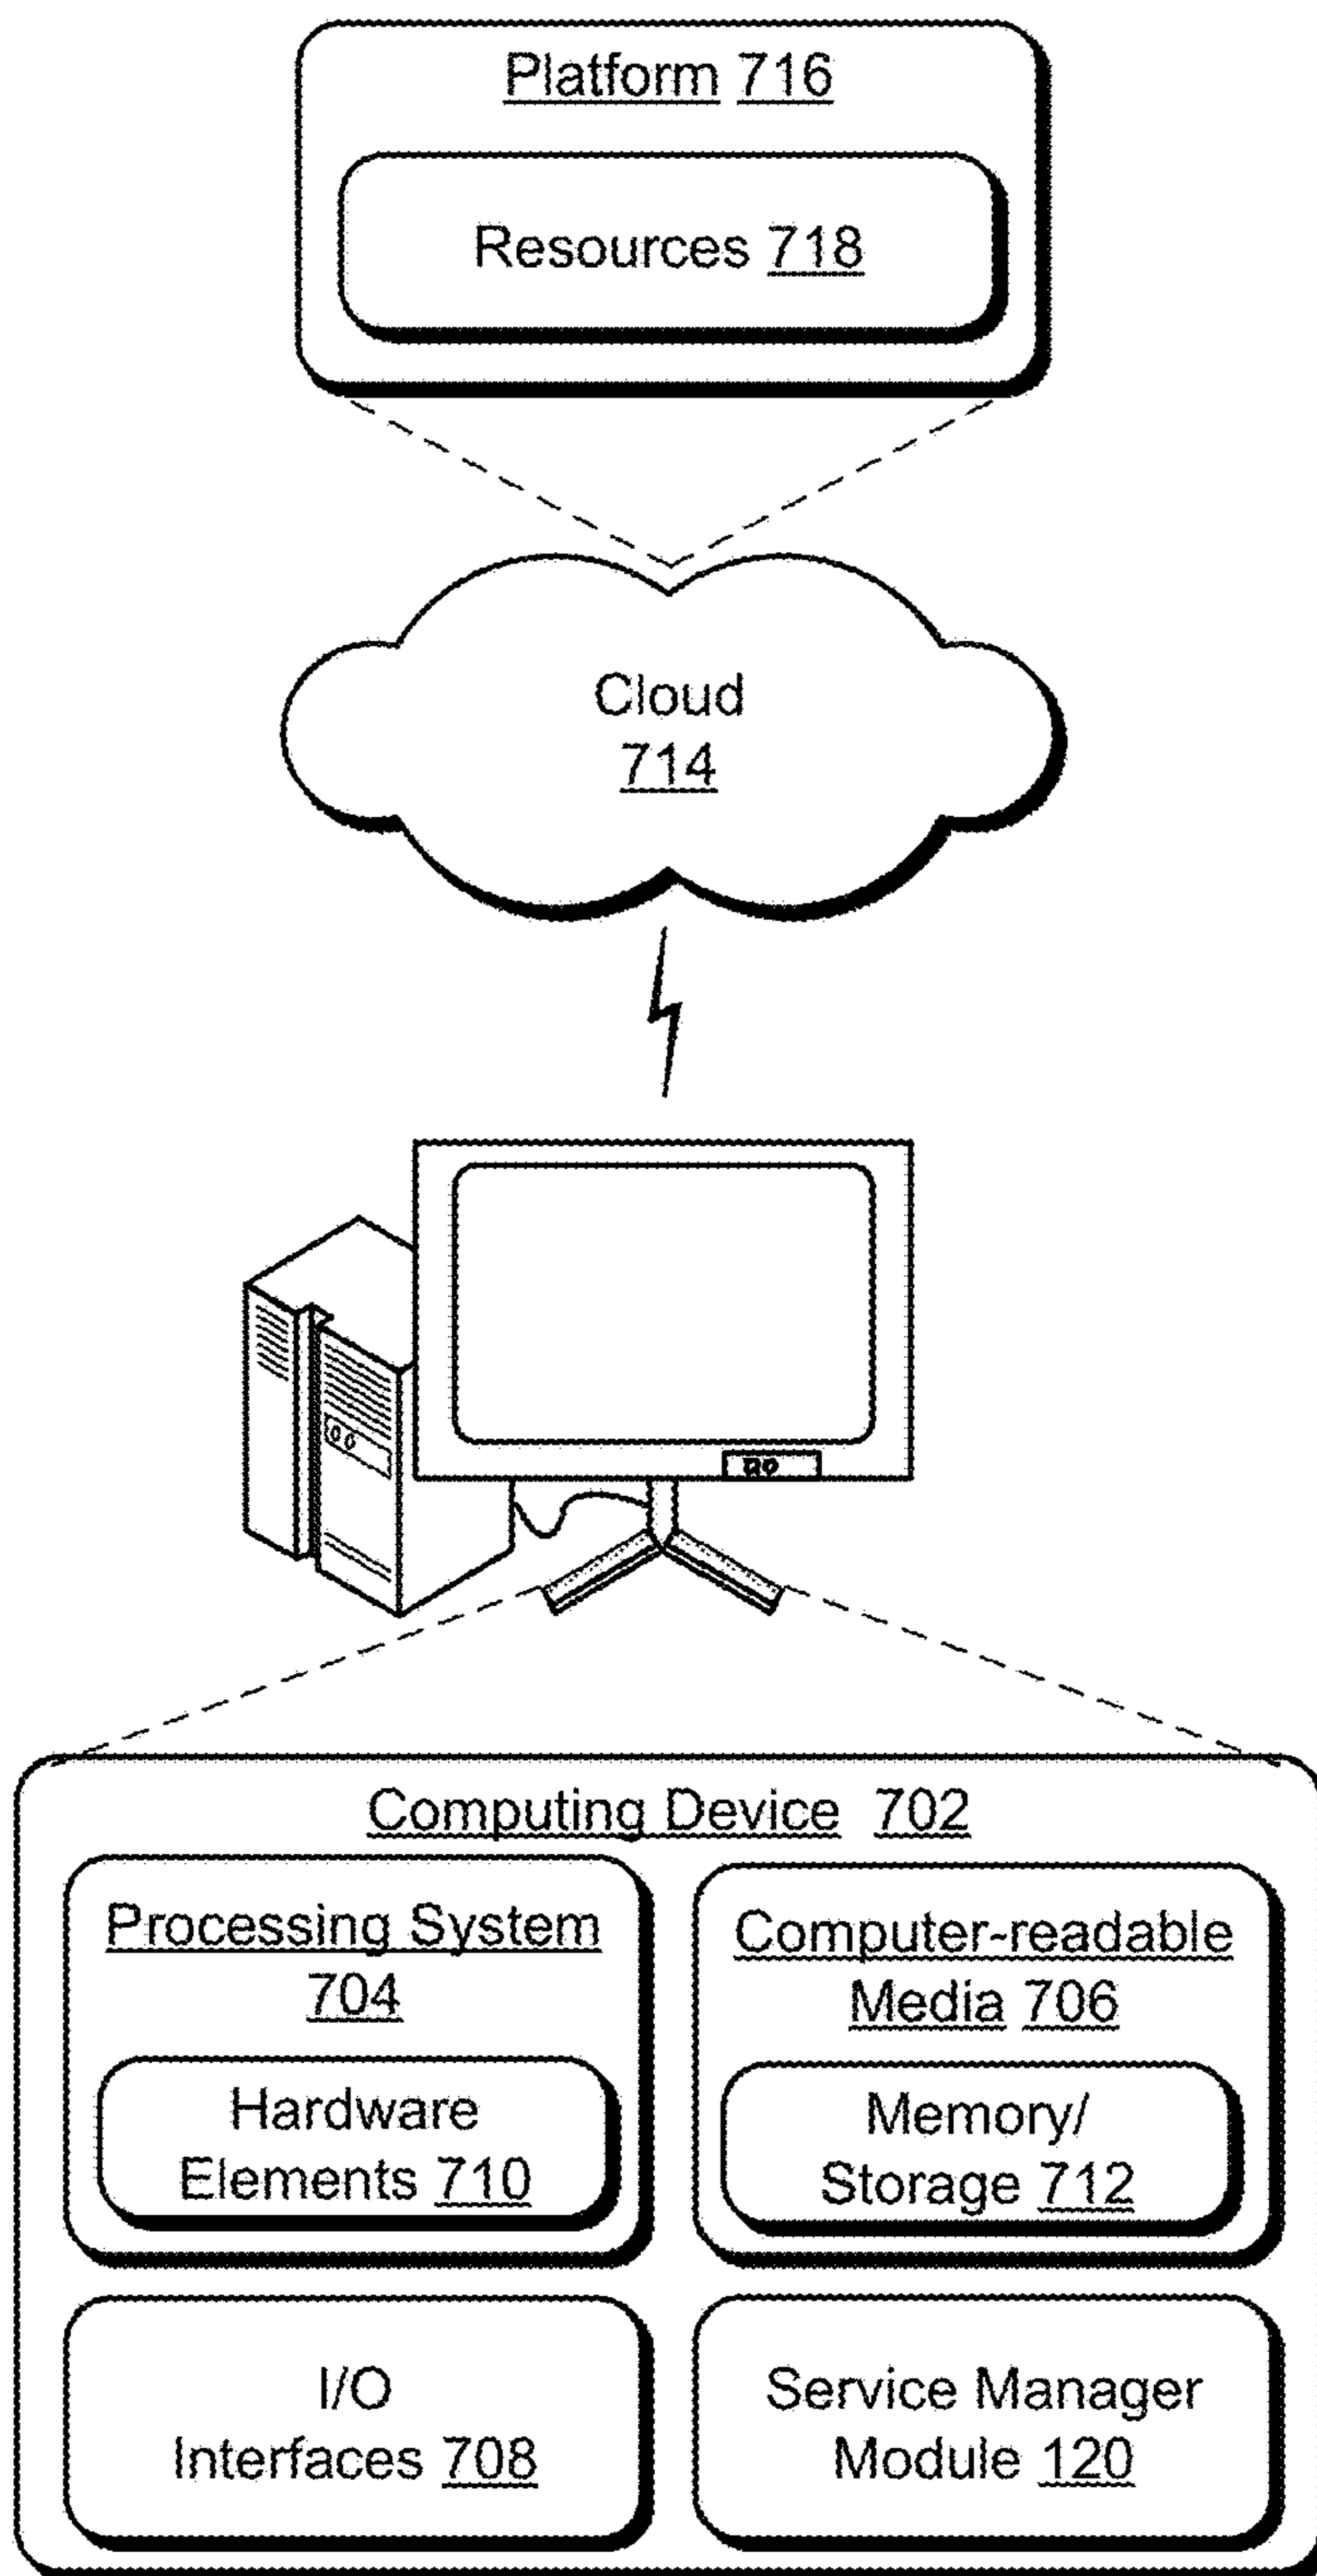 Platform 716
Resources 718
Cloud
714
Computing Device 702
Processing System
704
Hardware
Elements 710
Computer-readable
Media 706
Memory/
Storage 712
I/O
Interfaces 708
Service Manager
Module 120